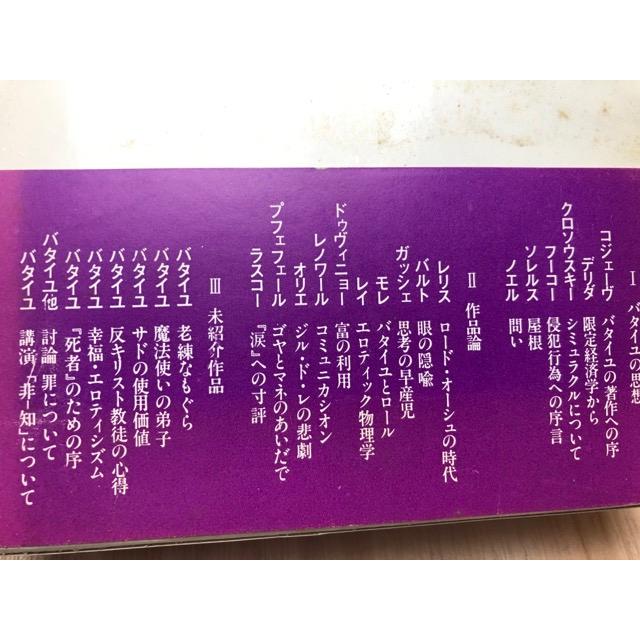 I バタイユの思想
コジェーヴ バタイユの著作への序
デリダ 限定経済学から
クロソウスキー シミュラクルについて
フーコー 侵犯行為への序言
ソレルス 屋根
ノエル 問い
II 作品論
レリス ロード・オーシュの時代
バルト 眼の隠喩
ガッシェ 思考の早産児
モレ バタイユとロール
レイ エロティック物理学
ドゥヴィニョー 富の利用
レノワール コミュニカシオン
オリエ ジル・ド・レの悲劇
プフェフェール ゴヤとマネのあいだで
ラスコー 『涙』への寸評
III 未紹介作品
バタイユ 老練なもぐら
バタイユ 魔法使いの弟子
バタイユ サドの使用価値
バタイユ 反キリスト教徒の心得
バタイユ 幸福・エロティシズム
バタイユ 『死者』のための序
バタイユ他 討論 罪について
バタイユ 講演/「非-知」について